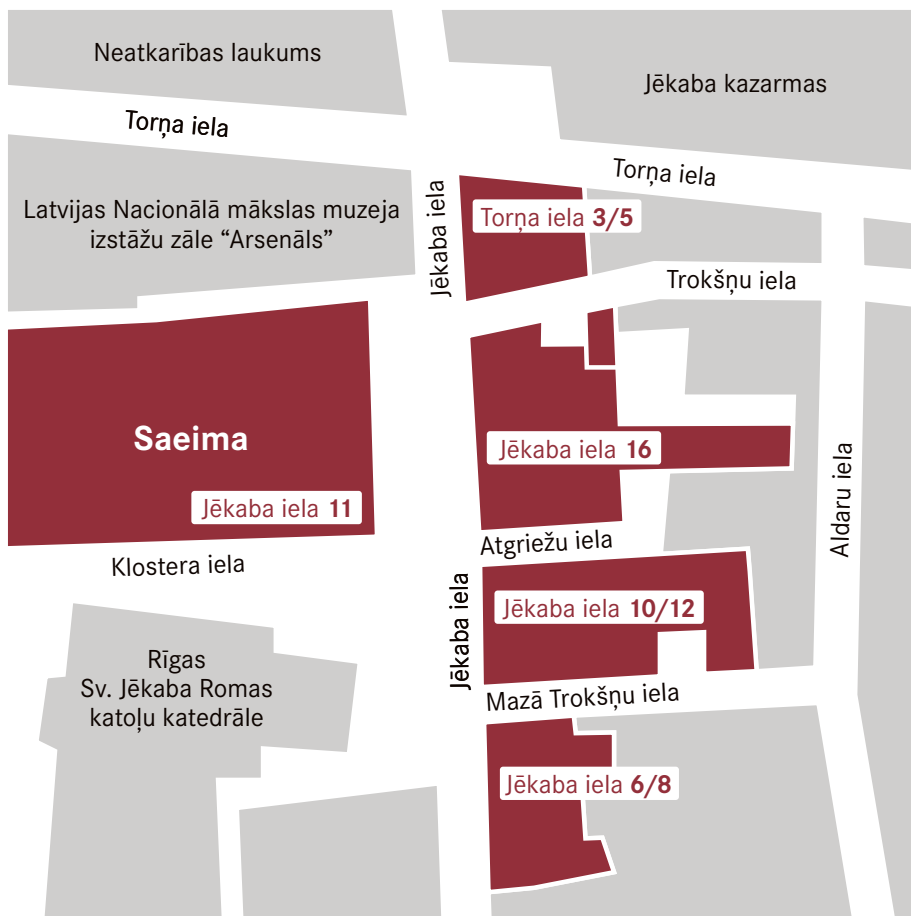 Neatkarības laukums
Jēkaba kazarmas
Torņa iela
Torņa iela
Latvijas Nacionālā mākslas muzeja
izstāžu zāle “Arsenāls”
Jēkaba iela
Torņa iela 3/5
Trokšņu iela
Saeima
Jēkaba iela 11
Jēkaba iela 16
Aldaru iela
Atgriežu iela
Klostera iela
Jēkaba iela
Jēkaba iela 10/12
Rīgas
Sv. Jēkaba Romas
katoļu katedrāle
Mazā Trokšņu iela
Jēkaba iela 6/8